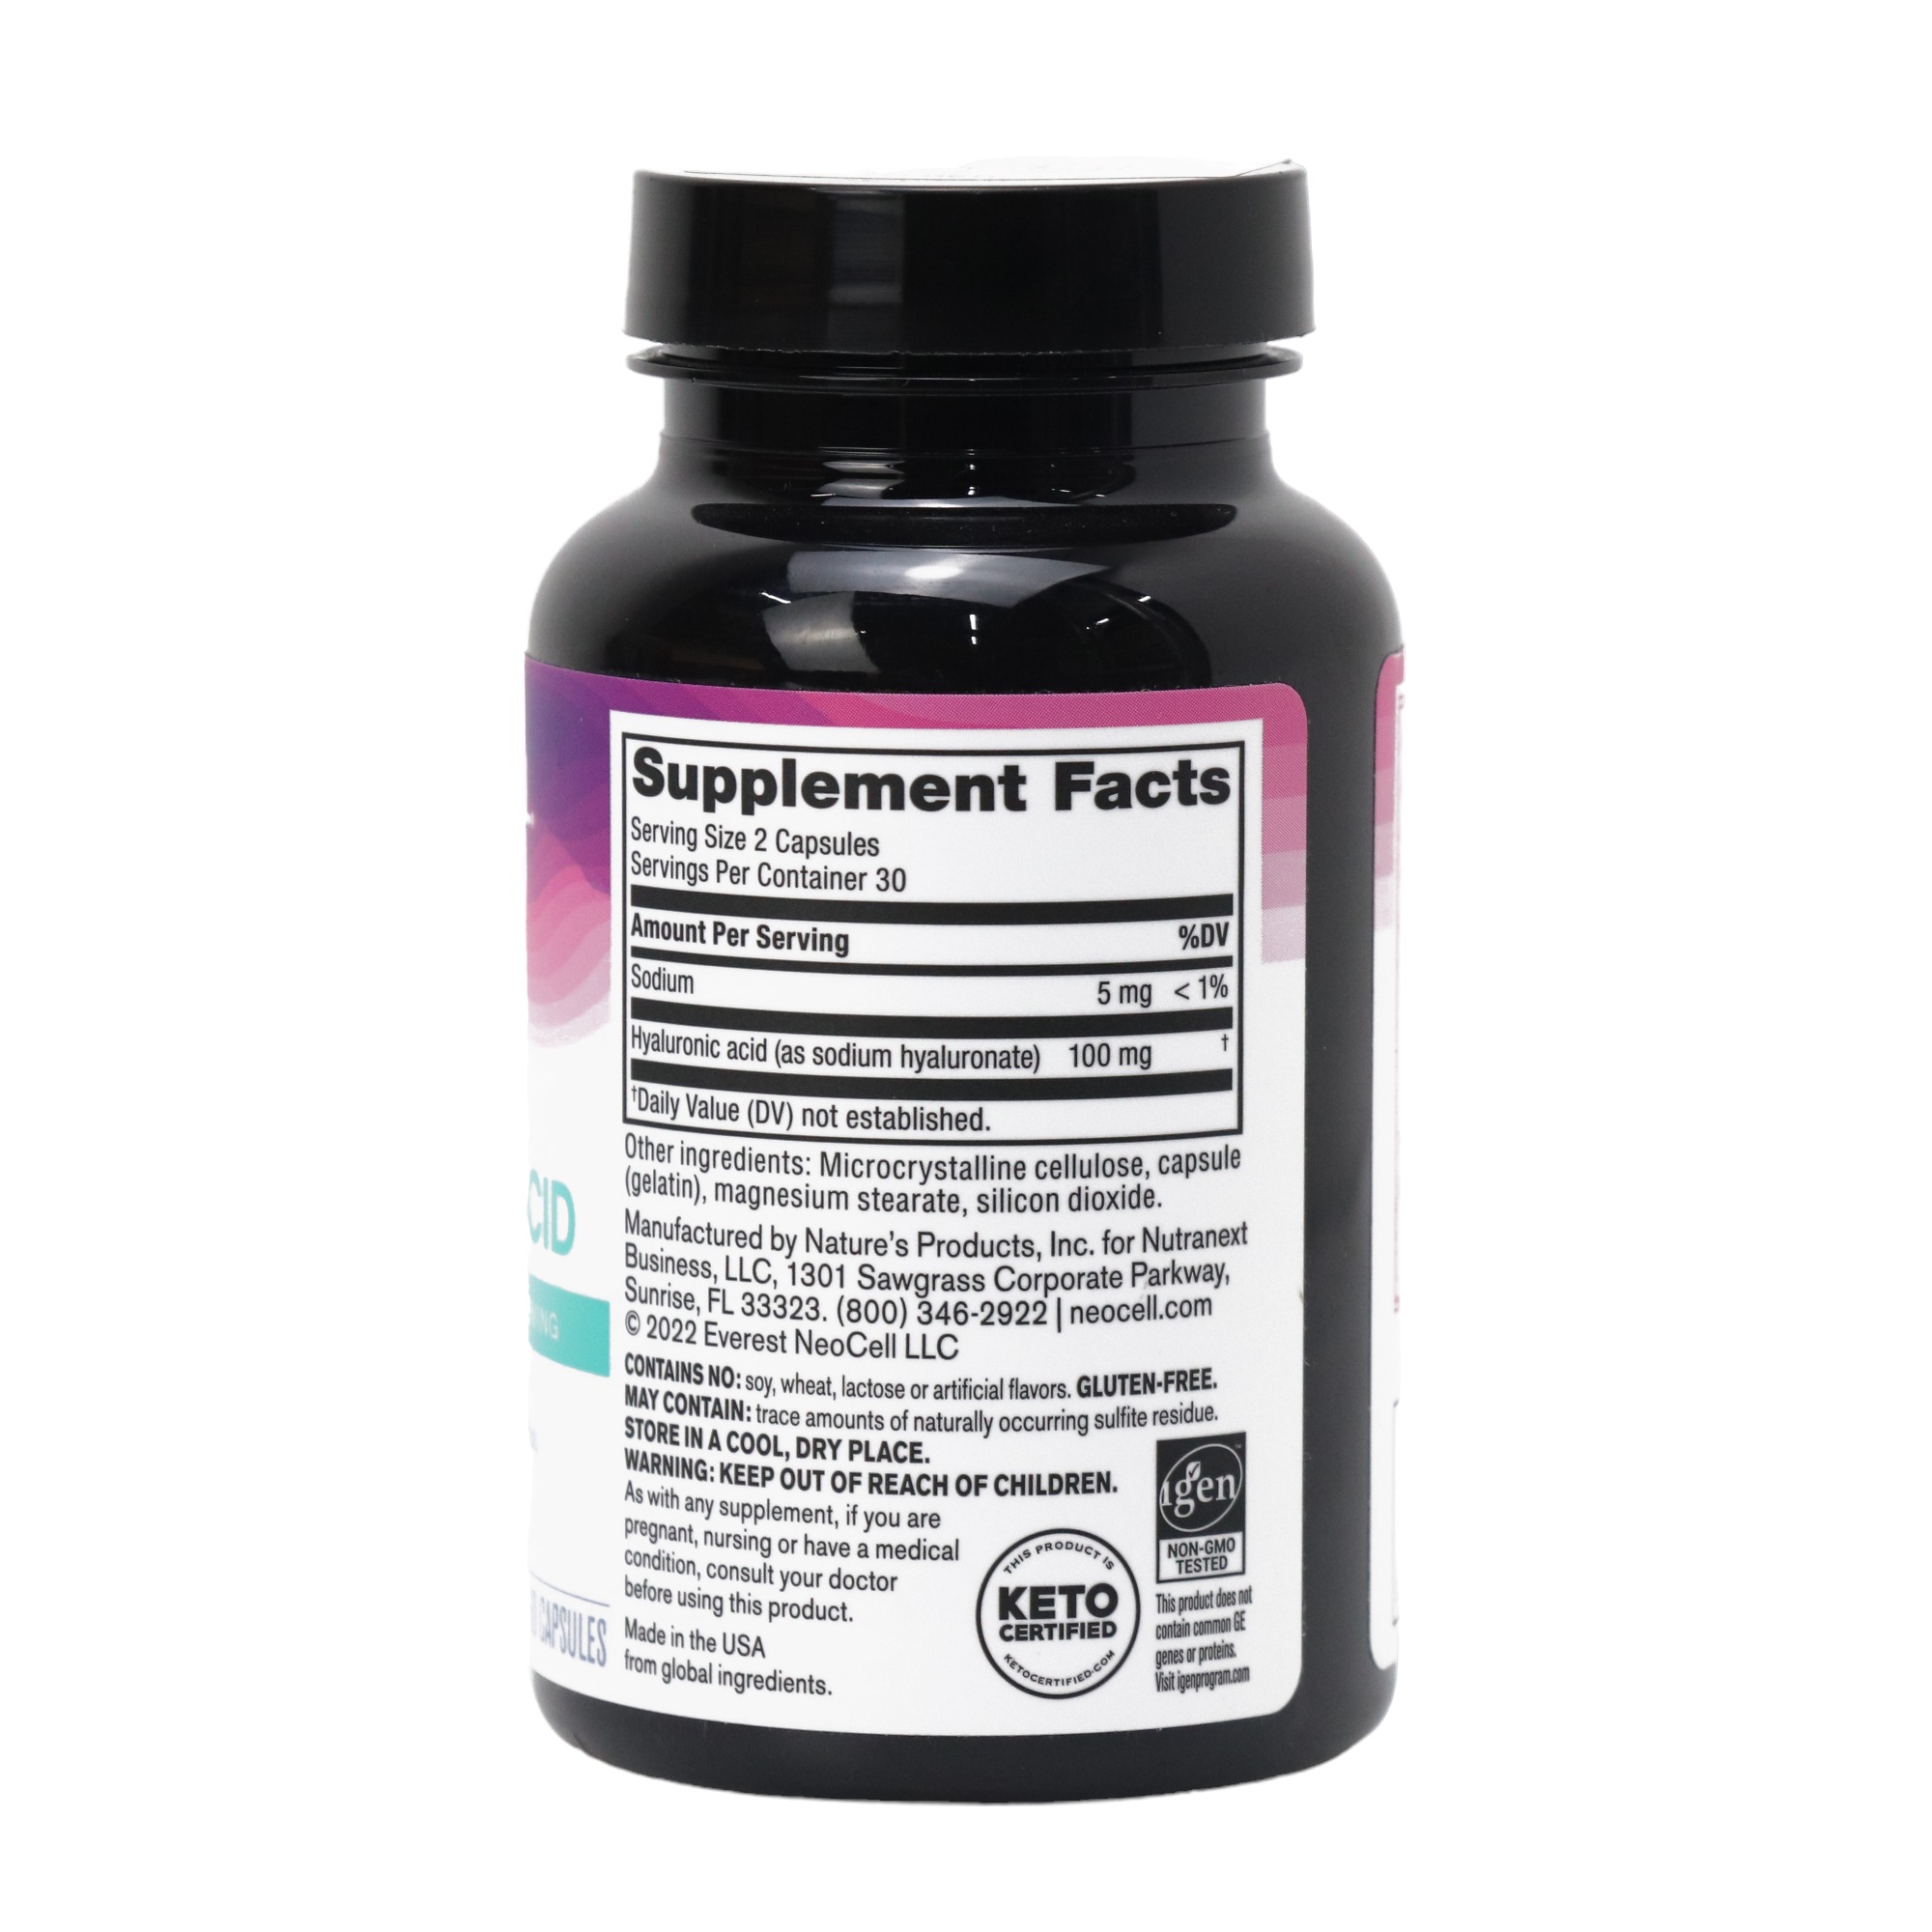 Supplement Facts
Serving Size 2 Capsules
Servings Per Container 30
Amount Per Serving %DV
Sodium 5 mg < 1%
Hyaluronic acid (as sodium hyaluronate) 100 mg †
†Daily Value (DV) not established.
Other ingredients: Microcrystalline cellulose, capsule
(gelatin), magnesium stearate, silicon dioxide.
Manufactured by Nature's Products, Inc. for Nutranext
Business, LLC, 1301 Sawgrass Corporate Parkway,
Sunrise, FL 33323. (800) 346-2922 | neocell.com
© 2022 Everest NeoCell LLC
CONTAINS NO: soy, wheat, lactose or artificial flavors. GLUTEN-FREE.
MAY CONTAIN: trace amounts of naturally occurring sulfite residue.
STORE IN A COOL, DRY PLACE.
WARNING: KEEP OUT OF REACH OF CHILDREN.
As with any supplement, if you are
pregnant, nursing or have a medical
condition, consult your doctor
before using this product.
Made in the USA
from global ingredients.
THIS PRODUCT IS
KETO
CERTIFIED
KETOCERTIFIED.COM
igen™
NON-GMO
TESTED
This product does not
contain common GE
genes or proteins.
Visit igenprogram.com
CID
CAPSULES